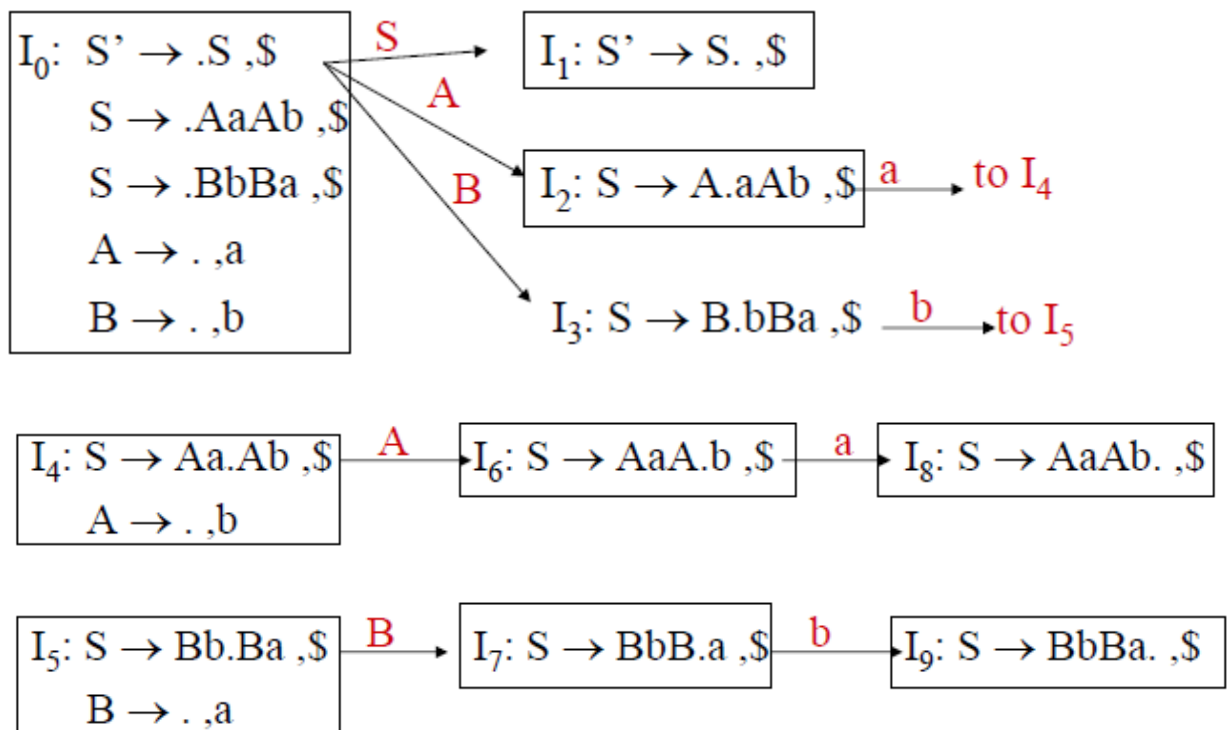 I0: S’ → .S ,$
S → .AaAb ,$
S → .BbBa ,$
A → . ,a
B → . ,b
S
A
B
I1: S’ → S. ,$
I2: S → A.aAb ,$ a to I4
I3: S → B.bBa ,$ b to I5
I4: S → Aa.Ab ,$ A I6: S → AaA.b ,$ a I8: S → AaAb. ,$
A → . ,b
I5: S → Bb.Ba ,$ B I7: S → BbB.a ,$ b I9: S → BbBa. ,$
B → . ,a